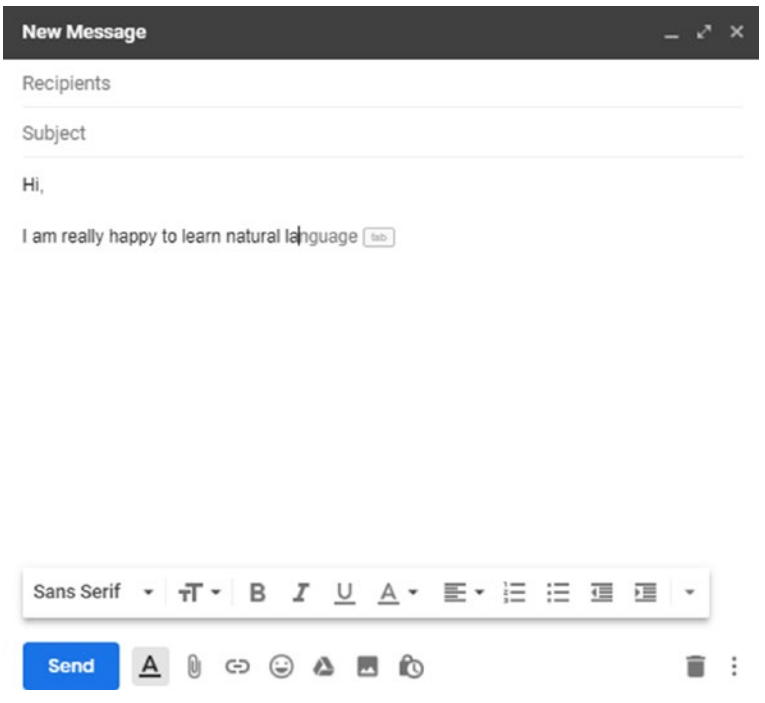 New Message
Recipients
Subject
Hi,
I am really happy to learn natural language tab
Sans Serif
Send